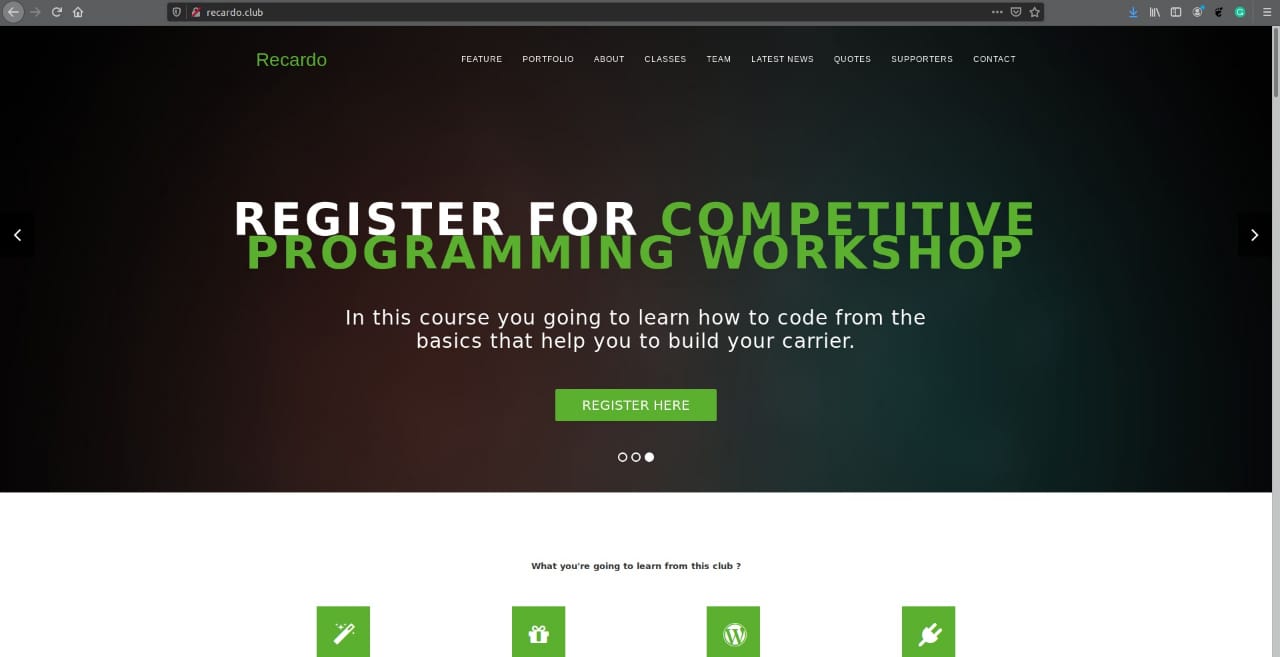 recardo.club
Recardo
FEATURE PORTFOLIO ABOUT CLASSES TEAM LATEST NEWS QUOTES SUPPORTERS CONTACT
REGISTER FOR COMPETITIVE
PROGRAMMING WORKSHOP
In this course you going to learn how to code from the
basics that help you to build your carrier.
REGISTER HERE
What you're going to learn from this club ?